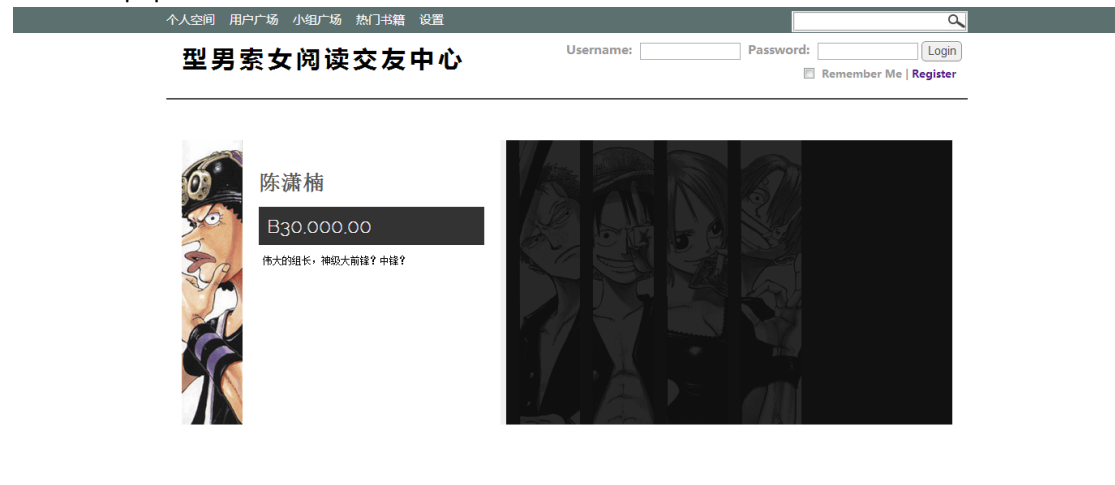 个人空间 用户广场 小组广场 热门书籍 设置
型男索女阅读交友中心
Username: Password: Login
Remember Me | Register
陈潇楠
B30.000.00
伟大的组长，神级大前锋？中锋？